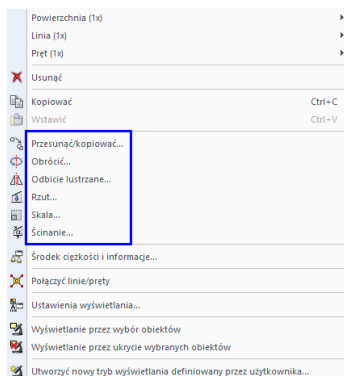 Powierzchnia (1x)
Linia (1x)
Pręt (1x)
Usunąć
Kopiować Ctrl+C
Wstawić Ctrl+V
Przesunąć/kopiować...
Obrócić...
Odbicie lustrzane...
Rzut...
Skala...
Ścinanie...
Środek ciężkości i informacje...
Połączyć linie/pręty
Ustawienia wyświetlania...
Wyświetlanie przez wybór obiektów
Wyświetlanie przez ukrycie wybranych obiektów
Utworzyć nowy tryb wyświetlania definiowany przez użytkownika...